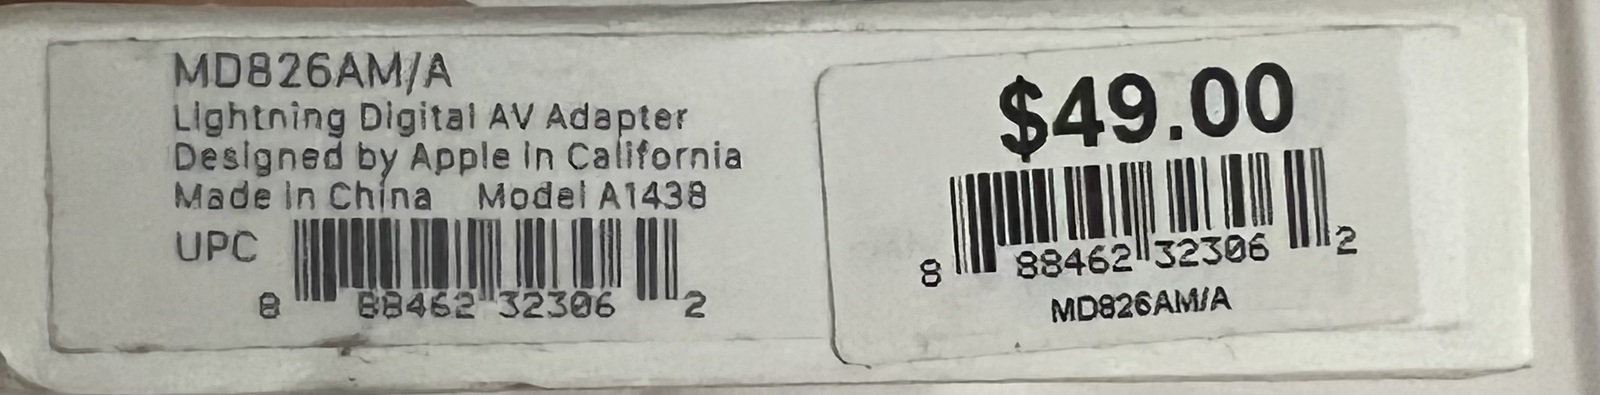 MD826AM/A
Lightning Digital AV Adapter
Designed by Apple in California
Made in China Model A1438
UPC
8 88462 32306 2
$49.00
8 88462 32306 2
MD826AM/A